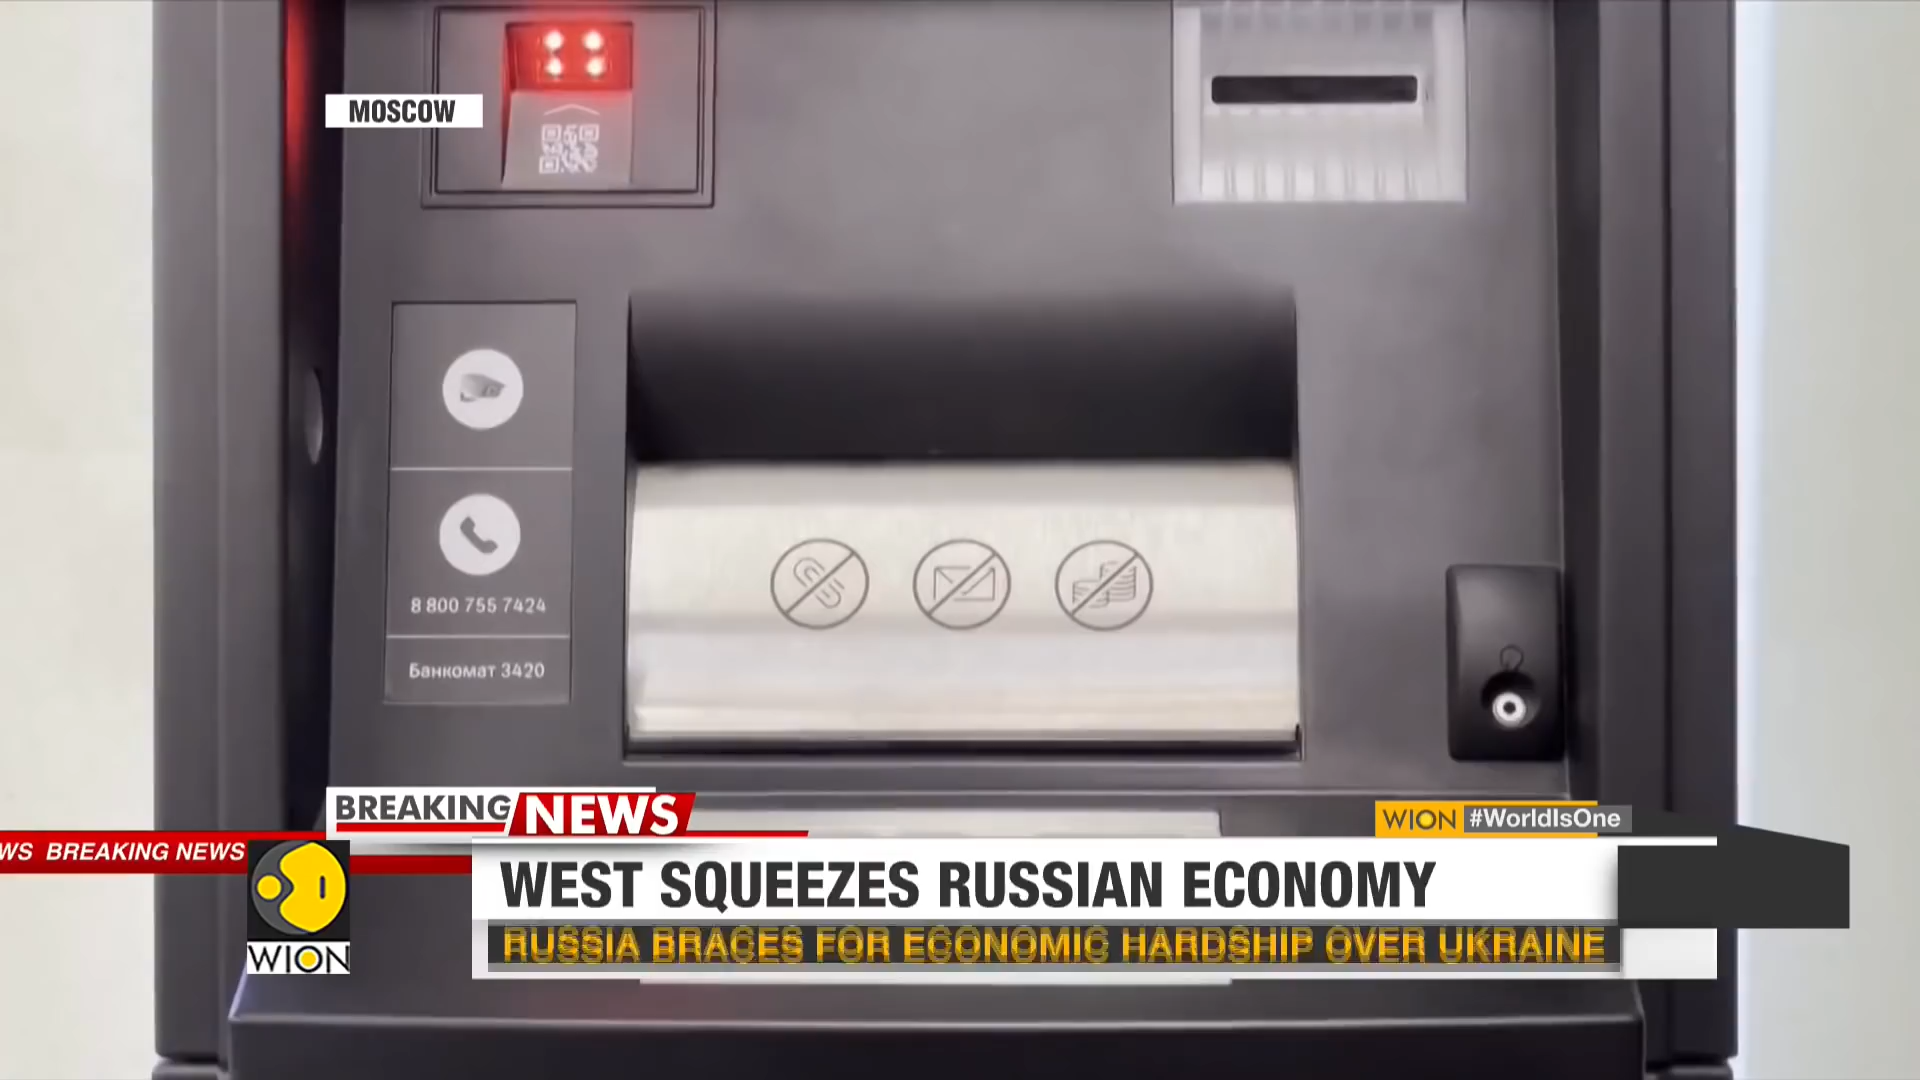 MOSCOW
8 800 755 7424
Банкомат 3420
BREAKING NEWS
WION #WorldIsOne
WS BREAKING NEWS
WEST SQUEEZES RUSSIAN ECONOMY
RUSSIA BRACES FOR ECONOMIC HARDSHIP OVER UKRAINE
WION